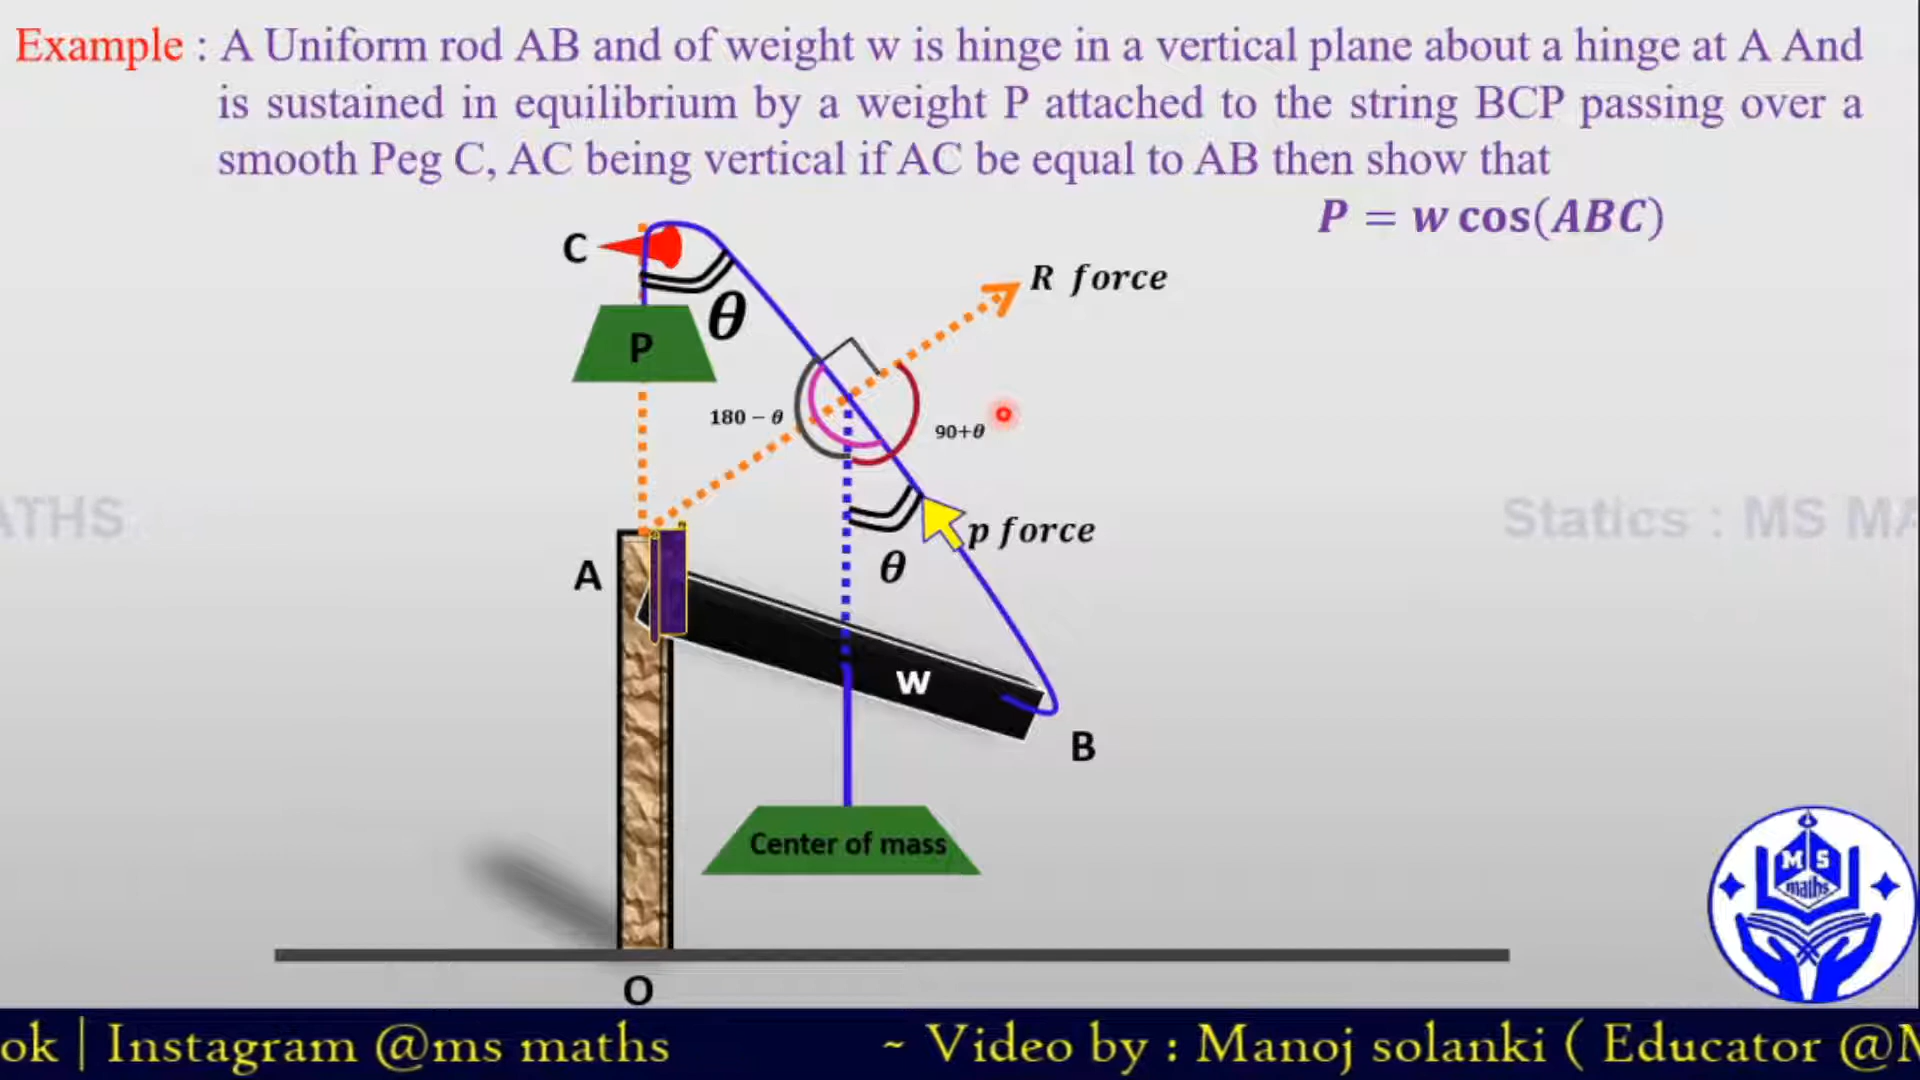 Example : A Uniform rod AB and of weight w is hinge in a vertical plane about a hinge at A And
is sustained in equilibrium by a weight P attached to the string BCP passing over a
smooth Peg C, AC being vertical if AC be equal to AB then show that
P = w cos(ABC)
C
R force
θ
P
180 − θ
90+θ
ATHS
Statics : MS MA
p force
θ
A
w
B
Center of mass
M S
maths
O
ok | Instagram @ms maths ~ Video by : Manoj solanki ( Educator @M